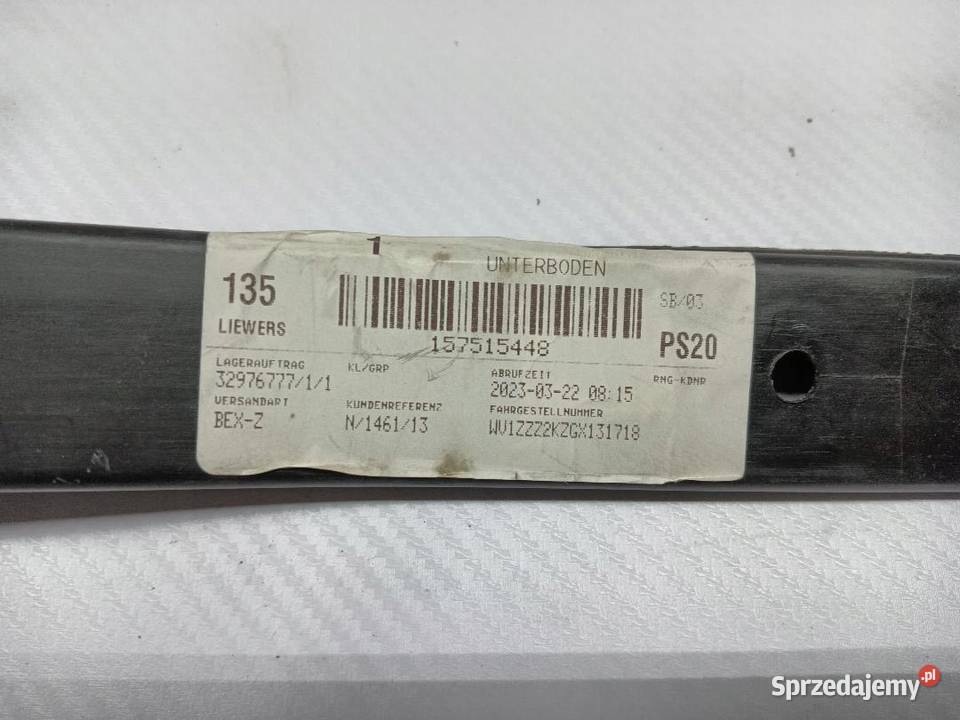 1
UNTERBODEN
135
SB/03
LIEWERS
157515448
PS20
LAGERAUFTRAG
KL/GRP
ABRUFZEIT
RNG-KDNR
32976777/1/1
2023-03-22 08:15
VERSANDART
KUNDENREFERENZ
FAHRGESTELLNUMMER
BEX-Z
N/1461/13
WV1ZZZ2KZGX131718
Sprzedajemy.pl